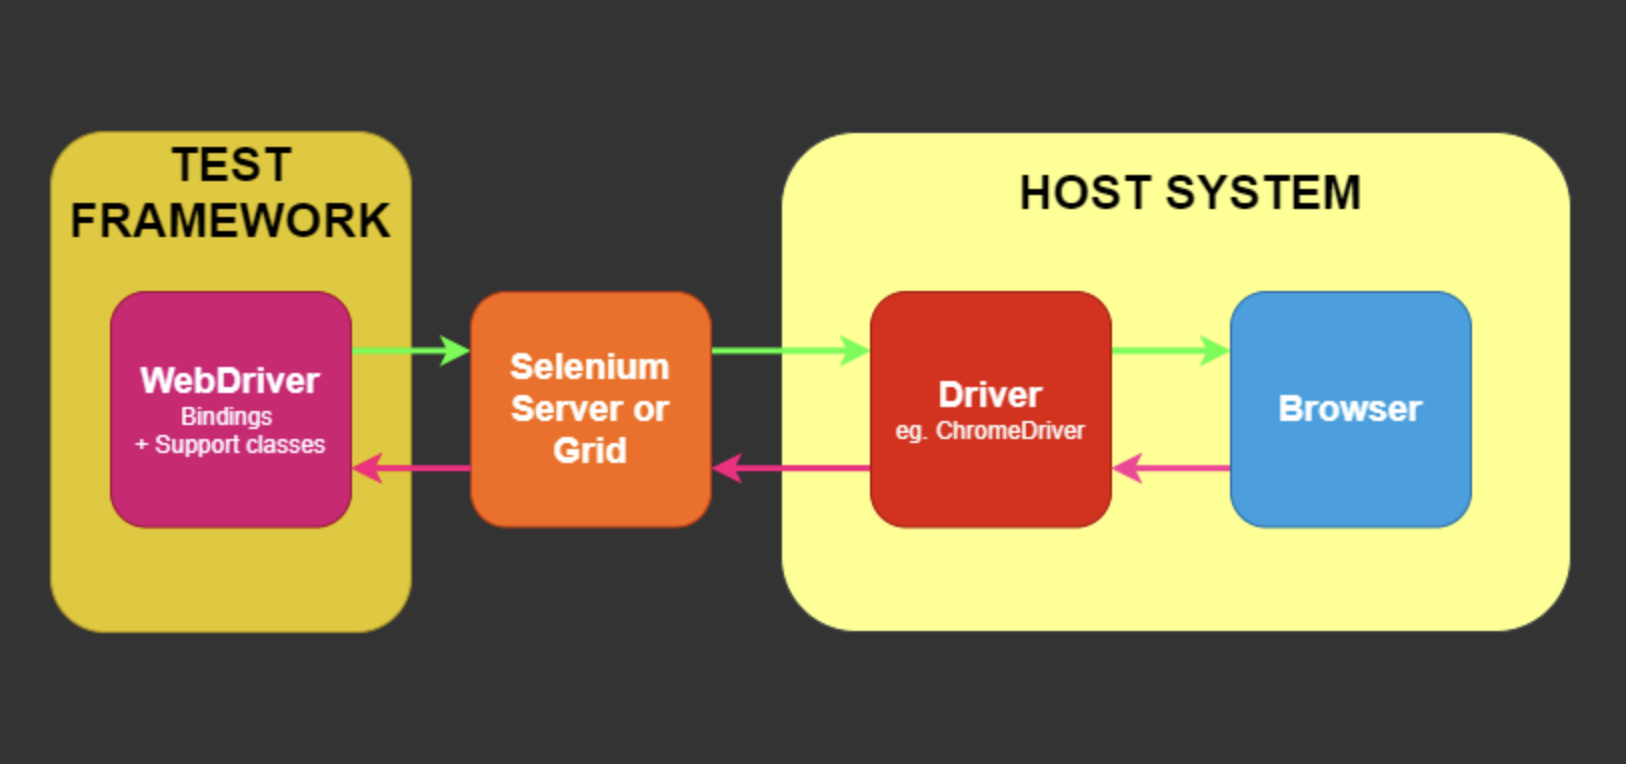 TEST
FRAMEWORK
WebDriver
Bindings
+ Support classes
Selenium
Server or
Grid
HOST SYSTEM
Driver
eg. ChromeDriver
Browser